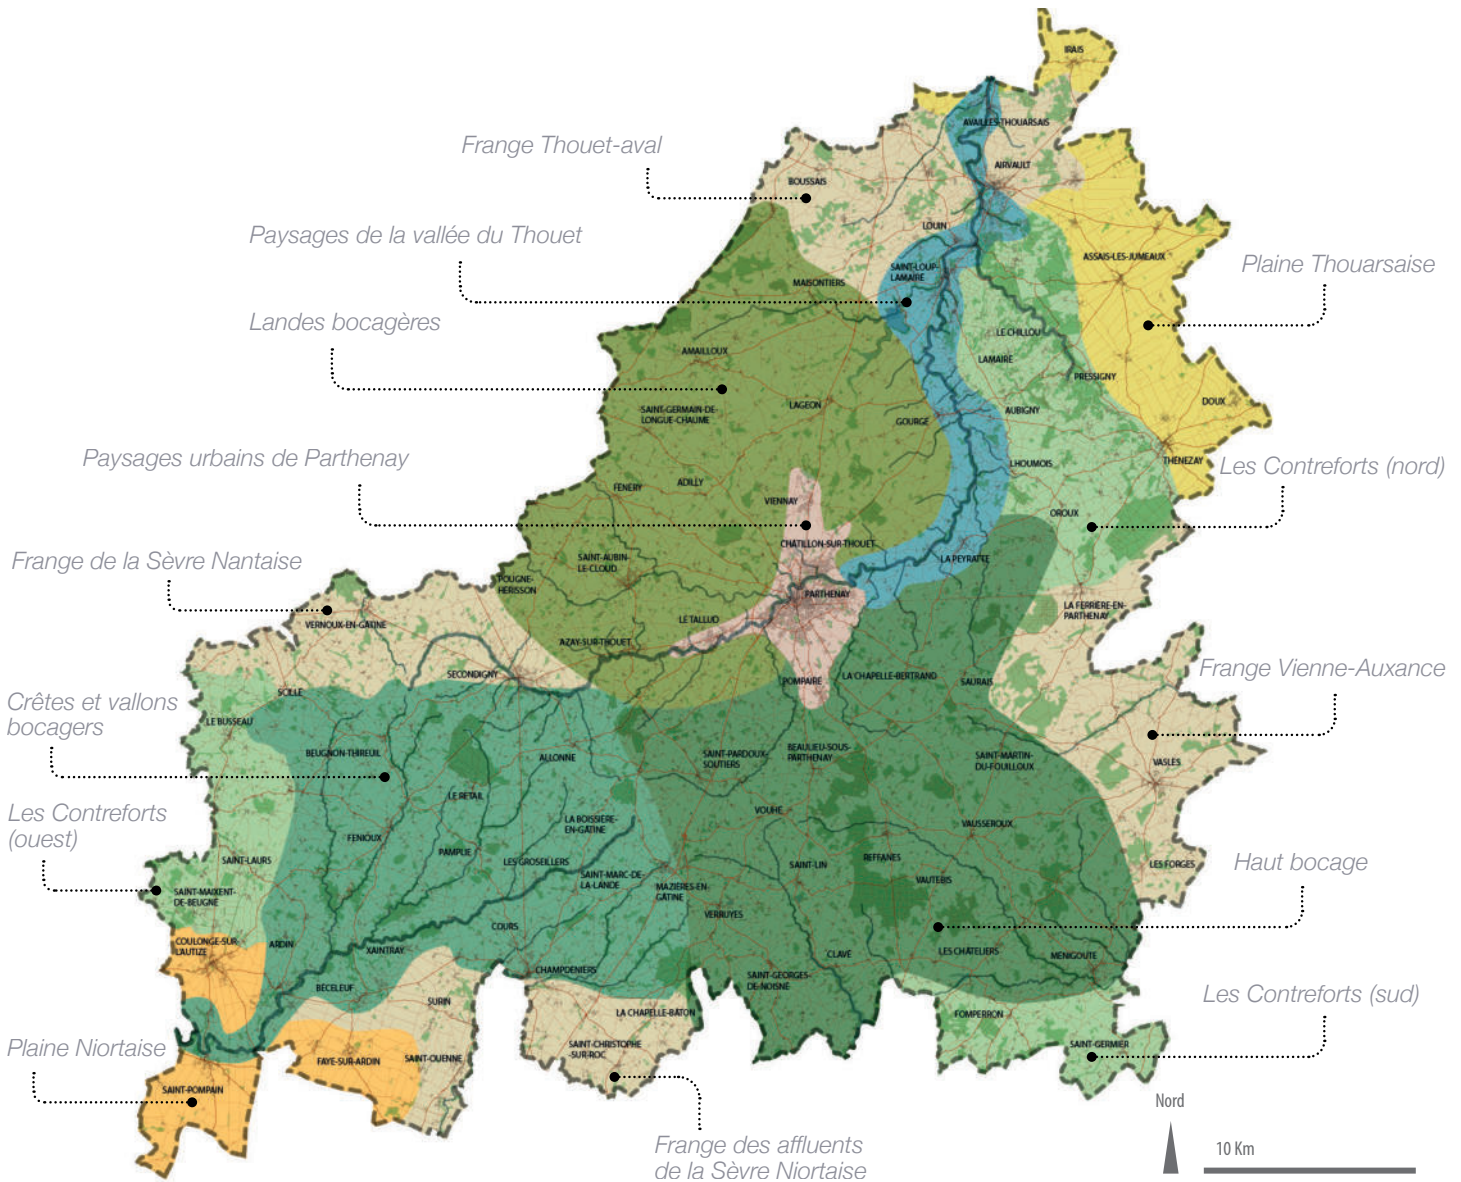 IRAIS
AVAILLES-THOUARSAIS
Frange Thouet-aval
AIRVAULT
BOUSSAIS
LOUIN
Paysages de la vallée du Thouet
ASSAIS-LES-JUMEAUX
Plaine Thouarsaise
SAINT-LOUP-
LAMAIRÉ
MAISONTIERS
Landes bocagères
LE CHILLOU
AMAILLOUX
LAMAIRÉ
PRESSIGNY
DOUX
LAGEON
SAINT-GERMAIN-DE-
LONGUE-CHAUME
AUBIGNY
GOURGÉ
Paysages urbains de Parthenay
THÉNEZAY
LHOUMOIS
Les Contreforts (nord)
ADILLY
FÉNERY
VIENNAY
OROUX
CHÂTILLON-SUR-THOUET
Frange de la Sèvre Nantaise
SAINT-AUBIN-
LE-CLOUD
LA PEYRATTE
POUGNE-
HÉRISSON
PARTHENAY
LA FERRIÈRE-EN-
PARTHENAY
VERNOUX-EN-GÂTINE
LE TALLUD
AZAY-SUR-THOUET
Frange Vienne-Auxance
SECONDIGNY
LA CHAPELLE-BERTRAND
SAURAIS
POMPAIRE
SCILLÉ
Crêtes et vallons
bocagers
LE BUSSEAU
BEUGNON-THIREUIL
ALLONNE
SAINT-PARDOUX-
SOUTIERS
BEAULIEU-SOUS-
PARTHENAY
SAINT-MARTIN-
DU-FOUILLOUX
VASLES
LE RETAIL
Les Contreforts
(ouest)
LA BOISSIÈRE-
EN-GÂTINE
VOUHÉ
VAUSSEROUX
FENIOUX
PAMPLIE
SAINT-LAURS
LES GROSEILLERS
SAINT-LIN
REFFANES
LES FORGES
Haut bocage
SAINT-MARC-DE-
LA-LANDE
VAUTEBIS
SAINT-MAIXENT-
DE-BEUGNÉ
MAZIÈRES-EN-
GÂTINE
VERRUYES
COURS
COULONGE-SUR-
L'AUTIZE
ARDIN
XAINTRAY
CLAVÉ
LES CHÂTELIERS
MÉNIGOUTE
CHAMPDENIERS
SAINT-GEORGES-
DE-NOISNÉ
BÉCELEUF
SURIN
Les Contreforts (sud)
LA CHAPELLE-BÂTON
FOMPERRON
Plaine Niortaise
SAINT-CHRISTOPHE
-SUR-ROC
SAINT-GERMIER
FAYE-SUR-ARDIN
SAINT-OUENNE
SAINT-POMPAIN
Nord
Frange des affluents
de la Sèvre Niortaise
10 Km